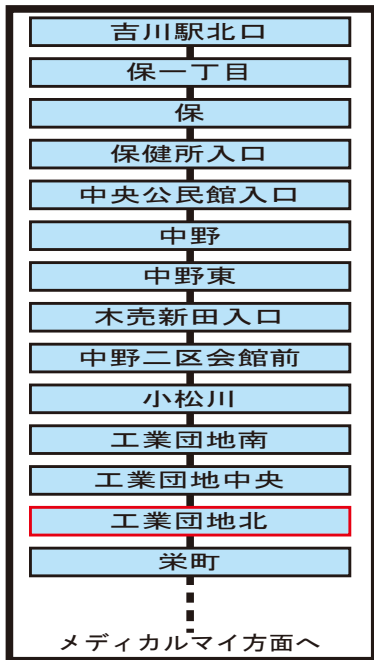 吉川駅北口
保一丁目
保
保健所入口
中央公民館入口
中野
中野東
木売新田入口
中野二区会館前
小松川
工業団地南
工業団地中央
工業団地北
栄町
メディカルマイ方面へ